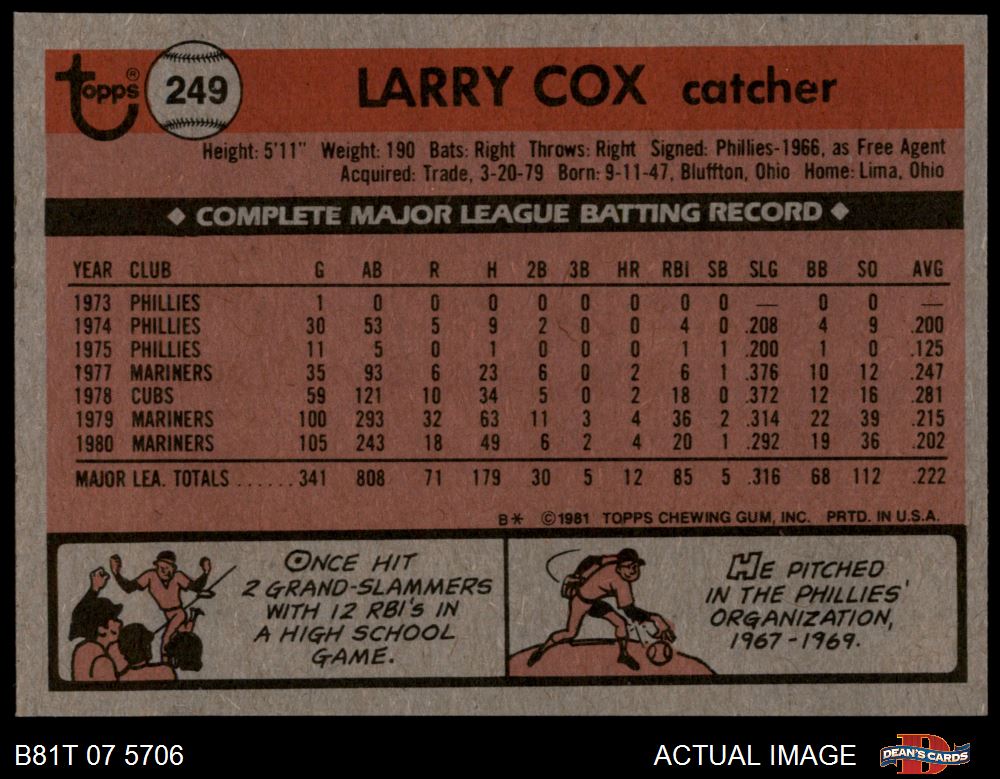 Topps®
249
LARRY COX catcher
Height: 5'11" Weight: 190 Bats: Right Throws: Right Signed: Phillies-1966, as Free Agent
Acquired: Trade, 3-20-79 Born: 9-11-47, Bluffton, Ohio Home: Lima, Ohio
◆ COMPLETE MAJOR LEAGUE BATTING RECORD ◆
YEAR CLUB G AB R H 2B 3B HR RBI SB SLG BB SO AVG
1973 PHILLIES 1 0 0 0 0 0 0 0 0 — 0 0 —
1974 PHILLIES 30 53 5 9 2 0 0 4 0 .208 4 9 .200
1975 PHILLIES 11 5 0 1 0 0 0 1 1 .200 1 0 .125
1977 MARINERS 35 93 6 23 6 0 2 6 1 .376 10 12 .247
1978 CUBS 59 121 10 34 5 0 2 18 0 .372 12 16 .281
1979 MARINERS 100 293 32 63 11 3 4 36 2 .314 22 39 .215
1980 MARINERS 105 243 18 49 6 2 4 20 1 .292 19 36 .202
MAJOR LEA. TOTALS ...... 341 808 71 179 30 5 12 85 5 .316 68 112 .222
B* ©1981 TOPPS CHEWING GUM, INC. PRTD. IN U.S.A.
ONCE HIT
2 GRAND-SLAMMERS
WITH 12 RBI'S IN
A HIGH SCHOOL
GAME.
HE PITCHED
IN THE PHILLIES'
ORGANIZATION,
1967-1969.
B81T 07 5706
ACTUAL IMAGE
DEAN'S CARDS